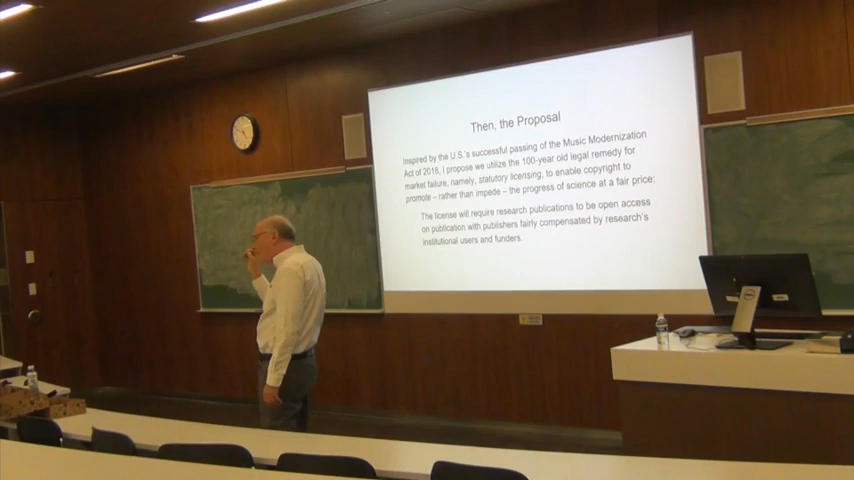 Then, the Proposal
Inspired by the U.S.'s successful passing of the Music Modernization
Act of 2018, I propose we utilize the 100-year old legal remedy for
market failure, namely, statutory licensing, to enable copyright to
promote – rather than impede – the progress of science at a fair price:
The license will require research publications to be open access
on publication with publishers fairly compensated by research's
institutional users and funders.
DELL